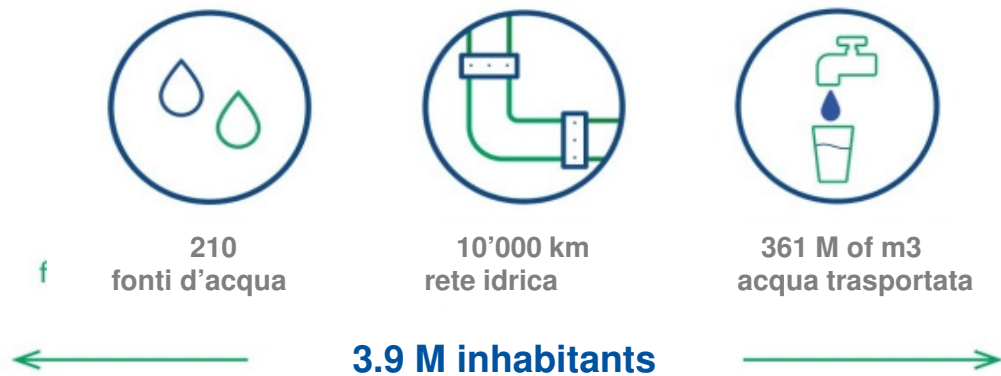 210
fonti d’acqua
10’000 km
rete idrica
361 M of m3
acqua trasportata
f
3.9 M inhabitants